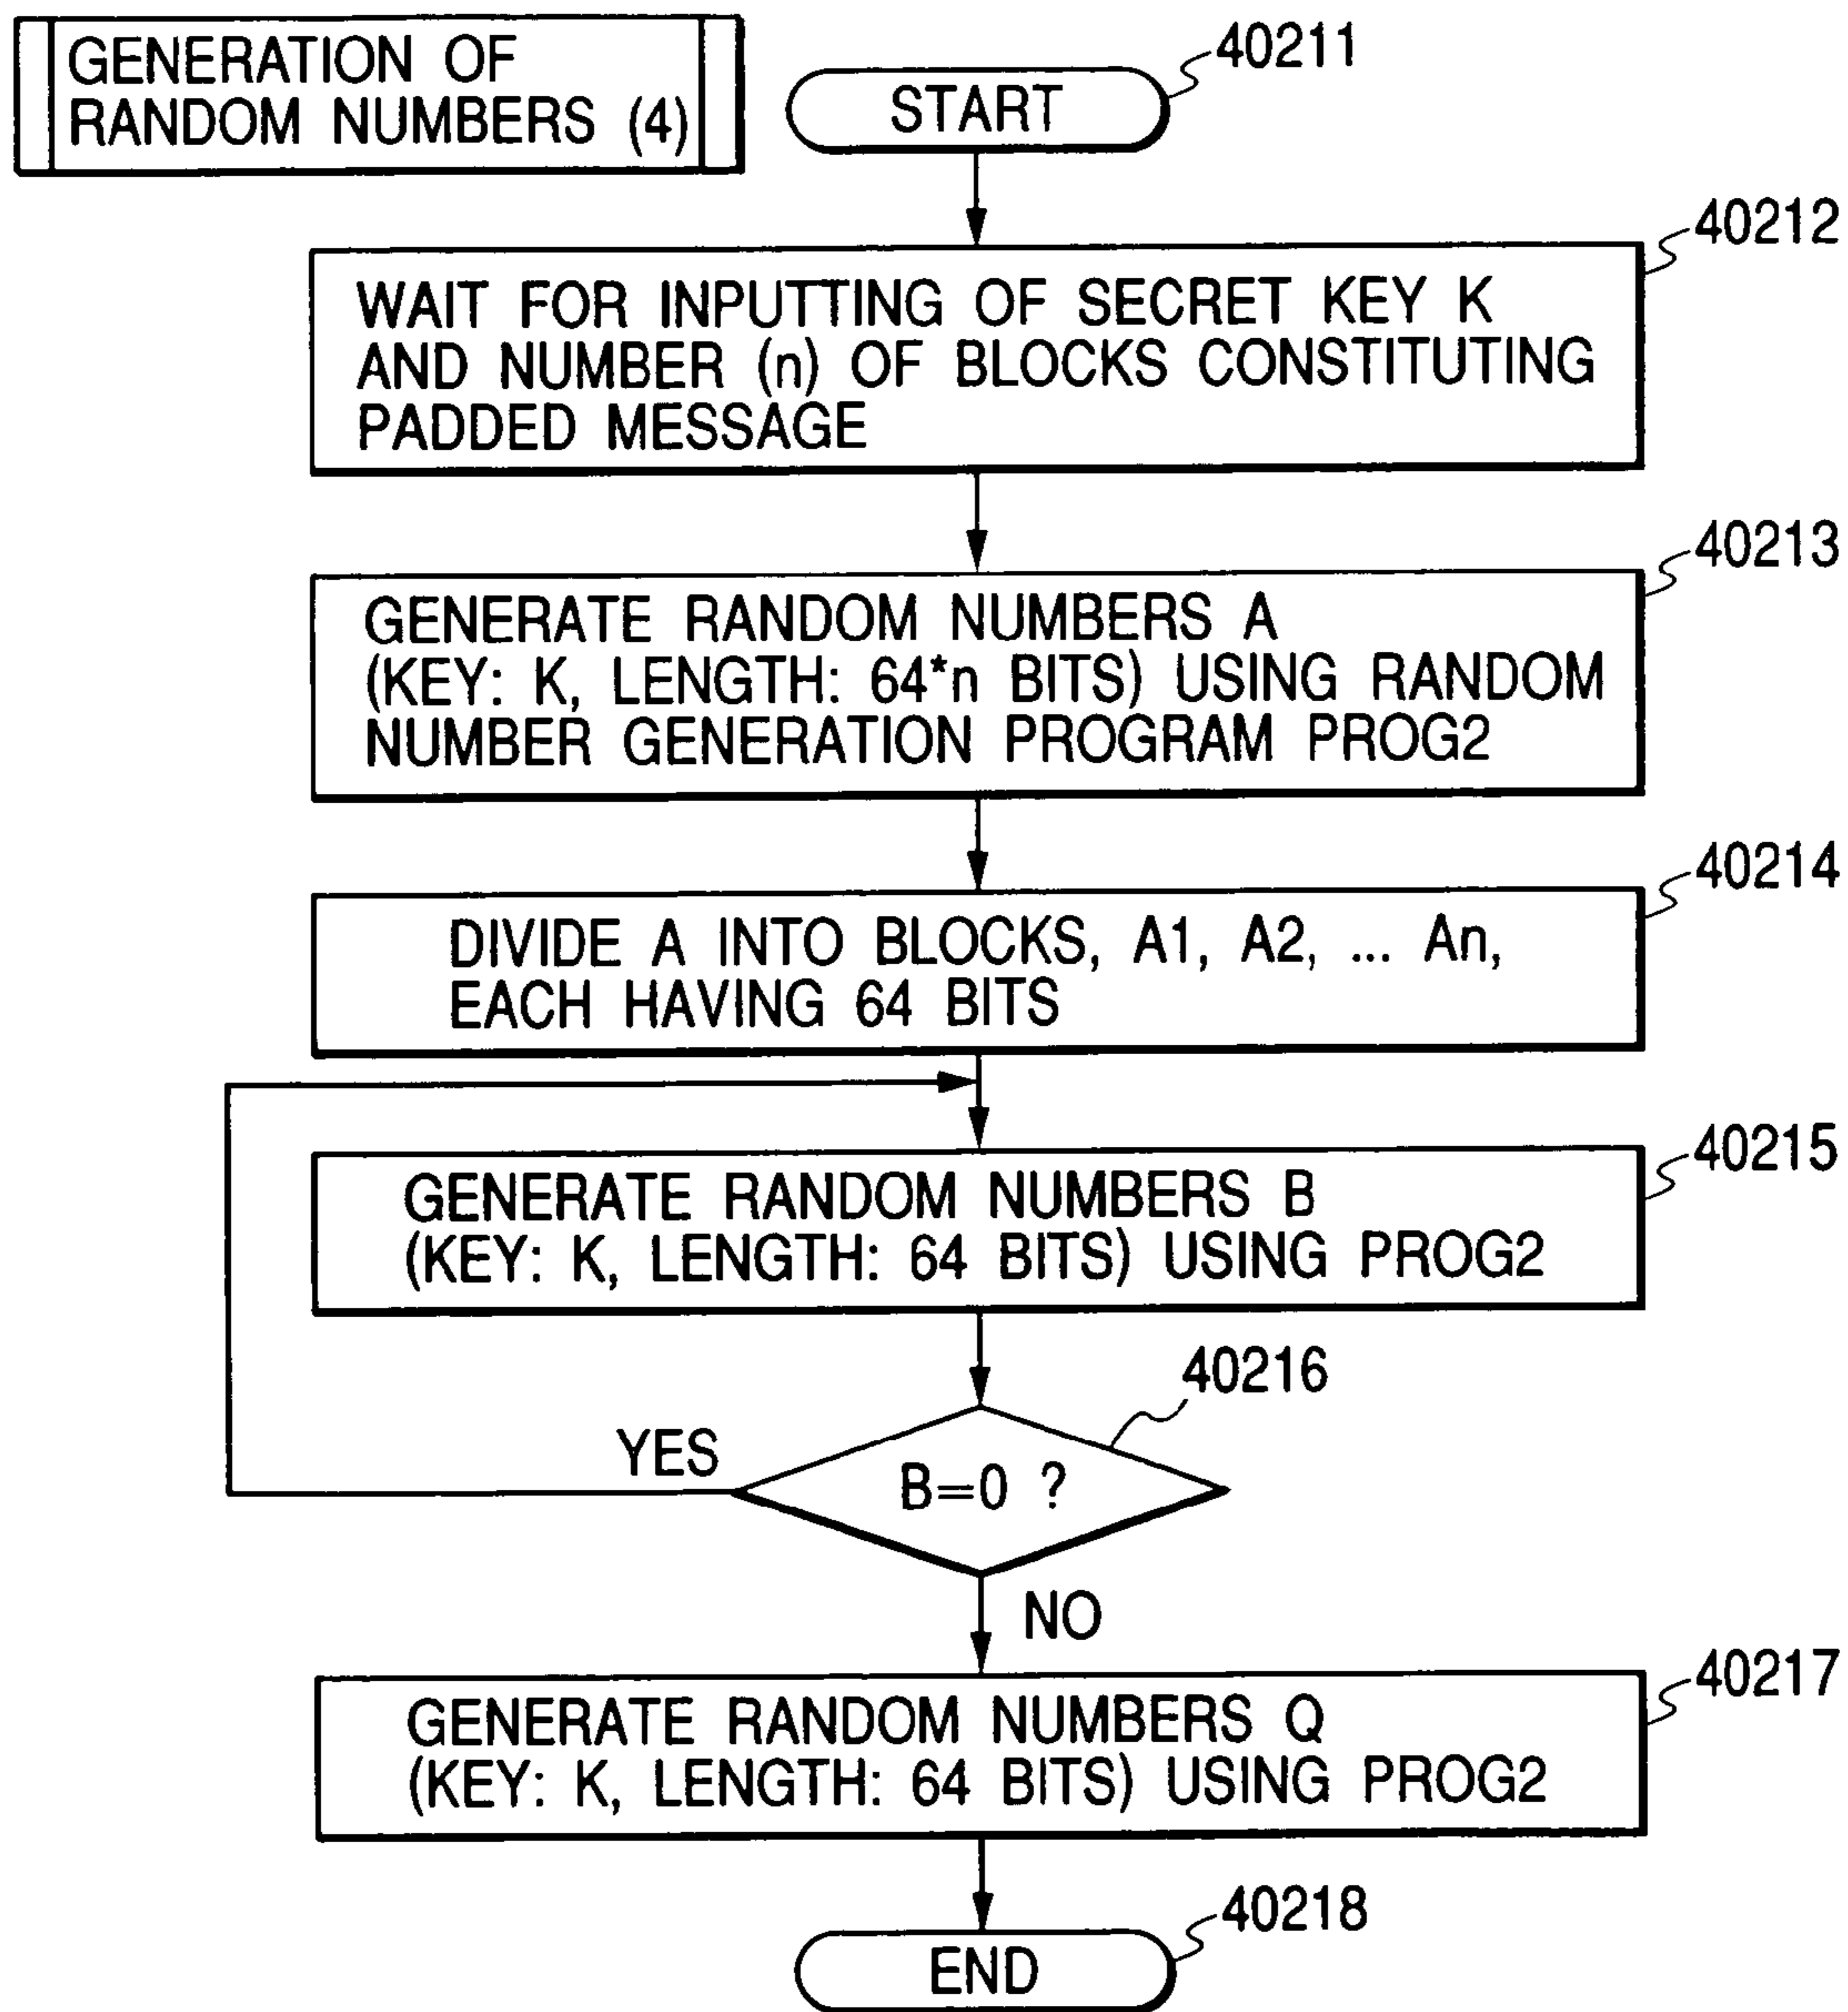 GENERATION OF
RANDOM NUMBERS (4)
START
40211
40212
WAIT FOR INPUTTING OF SECRET KEY K
AND NUMBER (n) OF BLOCKS CONSTITUTING
PADDED MESSAGE
40213
GENERATE RANDOM NUMBERS A
(KEY: K, LENGTH: 64*n BITS) USING RANDOM
NUMBER GENERATION PROGRAM PROG2
40214
DIVIDE A INTO BLOCKS, A1, A2, ... An,
EACH HAVING 64 BITS
40215
GENERATE RANDOM NUMBERS B
(KEY: K, LENGTH: 64 BITS) USING PROG2
40216
YES
B=0 ?
NO
40217
GENERATE RANDOM NUMBERS Q
(KEY: K, LENGTH: 64 BITS) USING PROG2
40218
END